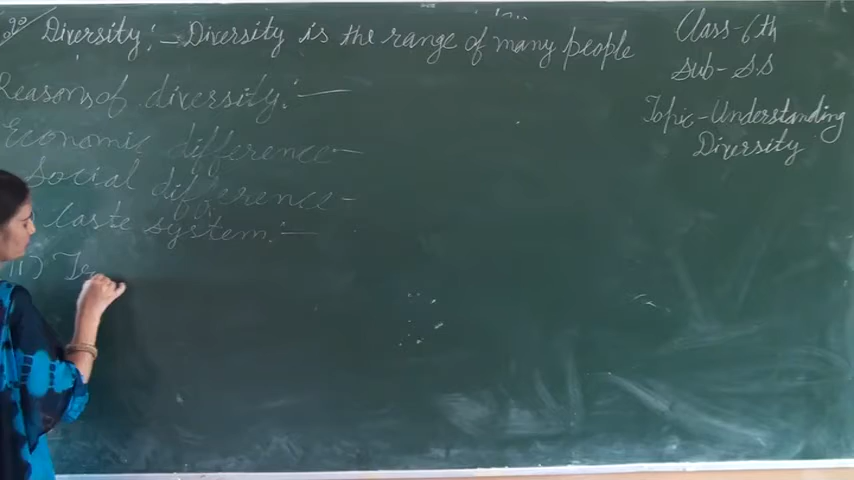 Diversity:- Diversity is the range of many people
Reasons of diversity:-
Economic difference-
Social difference-
Caste system:-
ii)
Class-6th
Sub- S.S
Topic-Understanding
Diversity